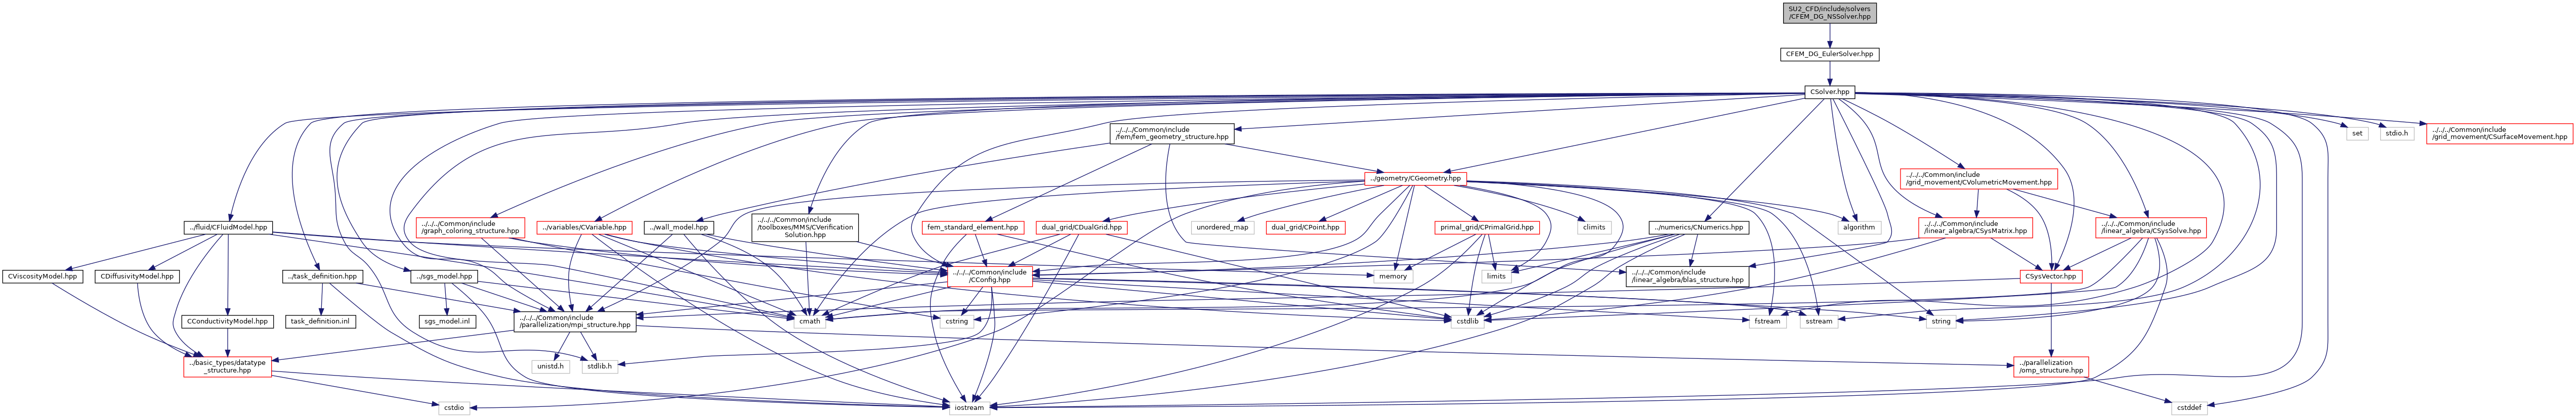 SU2_CFD/include/solvers
/CFEM_DG_NSSolver.hpp
CFEM_DG_EulerSolver.hpp
CSolver.hpp
../../../Common/include
/fem/fem_geometry_structure.hpp
set
stdio.h
../../../Common/include
/grid_movement/CSurfaceMovement.hpp
../geometry/CGeometry.hpp
../../../Common/include
/grid_movement/CVolumetricMovement.hpp
../fluid/CFluidModel.hpp
../../../Common/include
/graph_coloring_structure.hpp
../variables/CVariable.hpp
../wall_model.hpp
../../../Common/include
/toolboxes/MMS/CVerification
Solution.hpp
fem_standard_element.hpp
dual_grid/CDualGrid.hpp
unordered_map
dual_grid/CPoint.hpp
primal_grid/CPrimalGrid.hpp
climits
../numerics/CNumerics.hpp
algorithm
../../../Common/include
/linear_algebra/CSysMatrix.hpp
../../../Common/include
/linear_algebra/CSysSolve.hpp
CViscosityModel.hpp
CDiffusivityModel.hpp
../task_definition.hpp
../sgs_model.hpp
../../../Common/include
/CConfig.hpp
memory
limits
../../../Common/include
/linear_algebra/blas_structure.hpp
CSysVector.hpp
CConductivityModel.hpp
task_definition.inl
sgs_model.inl
../../../Common/include
/parallelization/mpi_structure.hpp
cmath
cstring
cstdlib
fstream
sstream
string
../basic_types/datatype
_structure.hpp
unistd.h
stdlib.h
../parallelization
/omp_structure.hpp
cstdio
iostream
cstddef